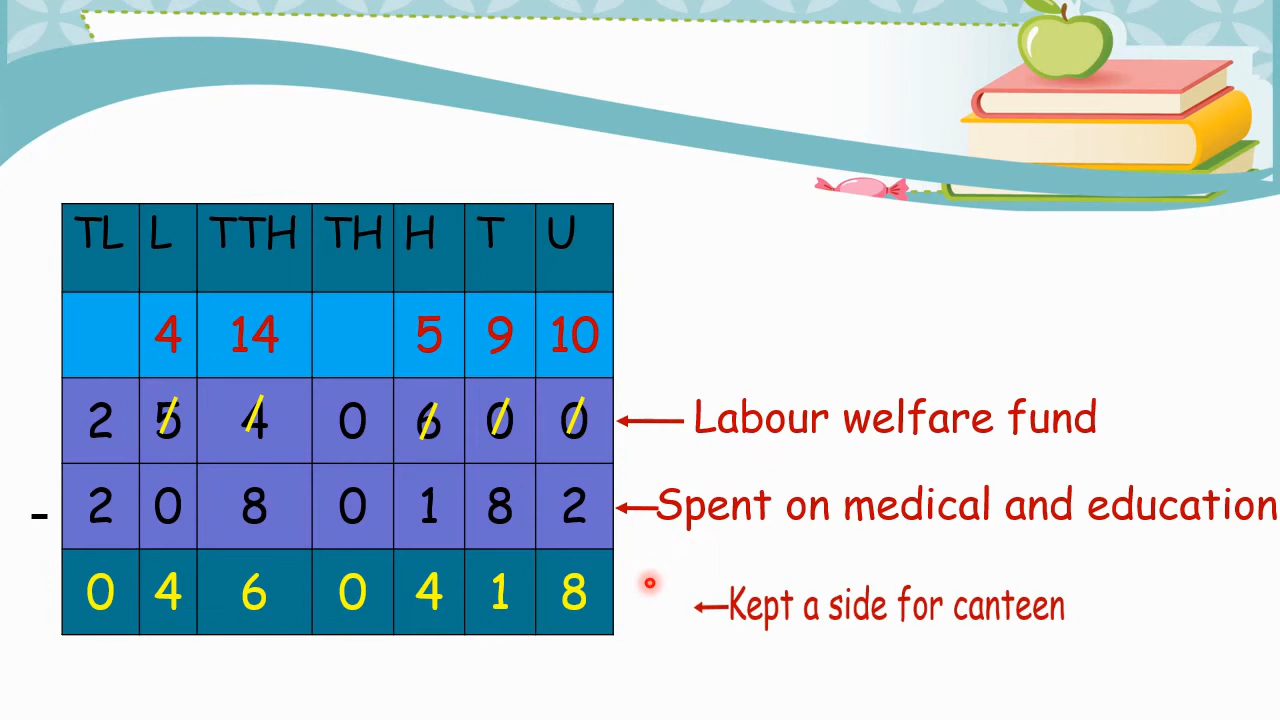 TL L TTH TH H T U
4 14 5 9 10
2 5 4 0 6 0 0 Labour welfare fund
- 2 0 8 0 1 8 2 Spent on medical and education
0 4 6 0 4 1 8 Kept a side for canteen